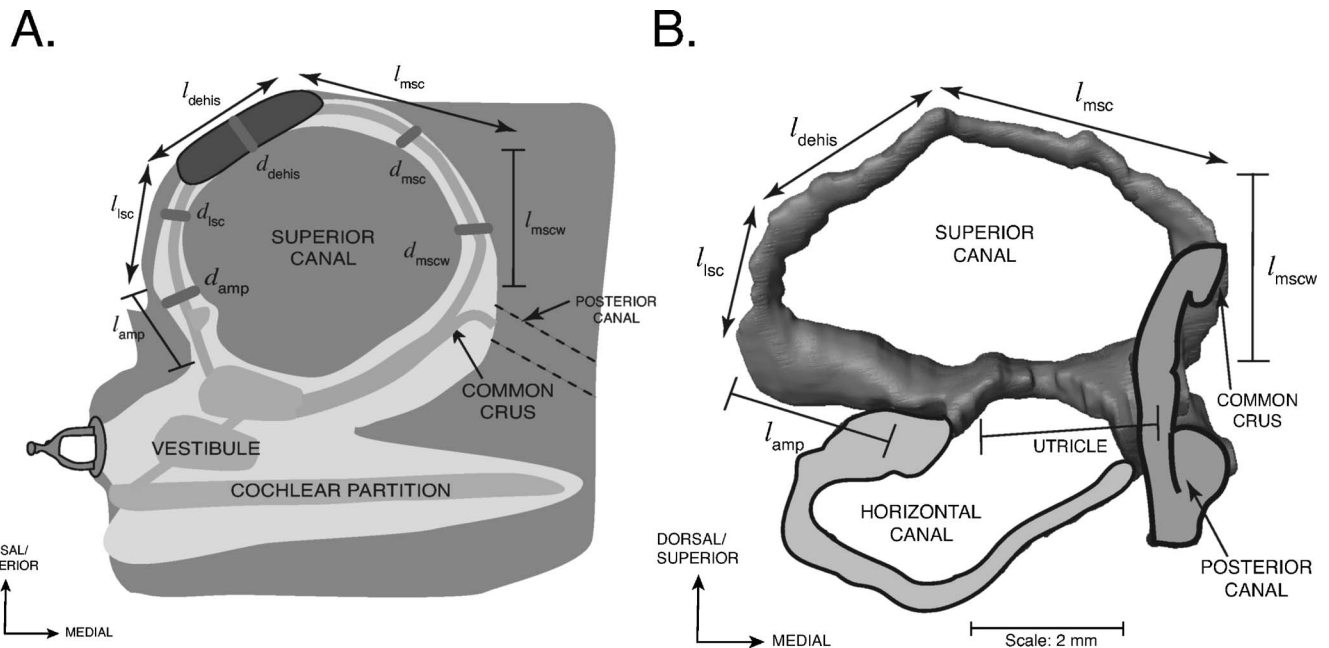 A.
l_dehis
l_msc
d_dehis
d_msc
l_lsc
d_lsc
SUPERIOR
CANAL
l_mscw
d_mscw
d_amp
l_amp
POSTERIOR
CANAL
COMMON
CRUS
VESTIBULE
COCHLEAR PARTITION
SAL/
ERIOR
MEDIAL
B.
l_msc
l_dehis
SUPERIOR
CANAL
l_lsc
l_mscw
COMMON
CRUS
l_amp
UTRICLE
HORIZONTAL
CANAL
POSTERIOR
CANAL
DORSAL/
SUPERIOR
MEDIAL
Scale: 2 mm